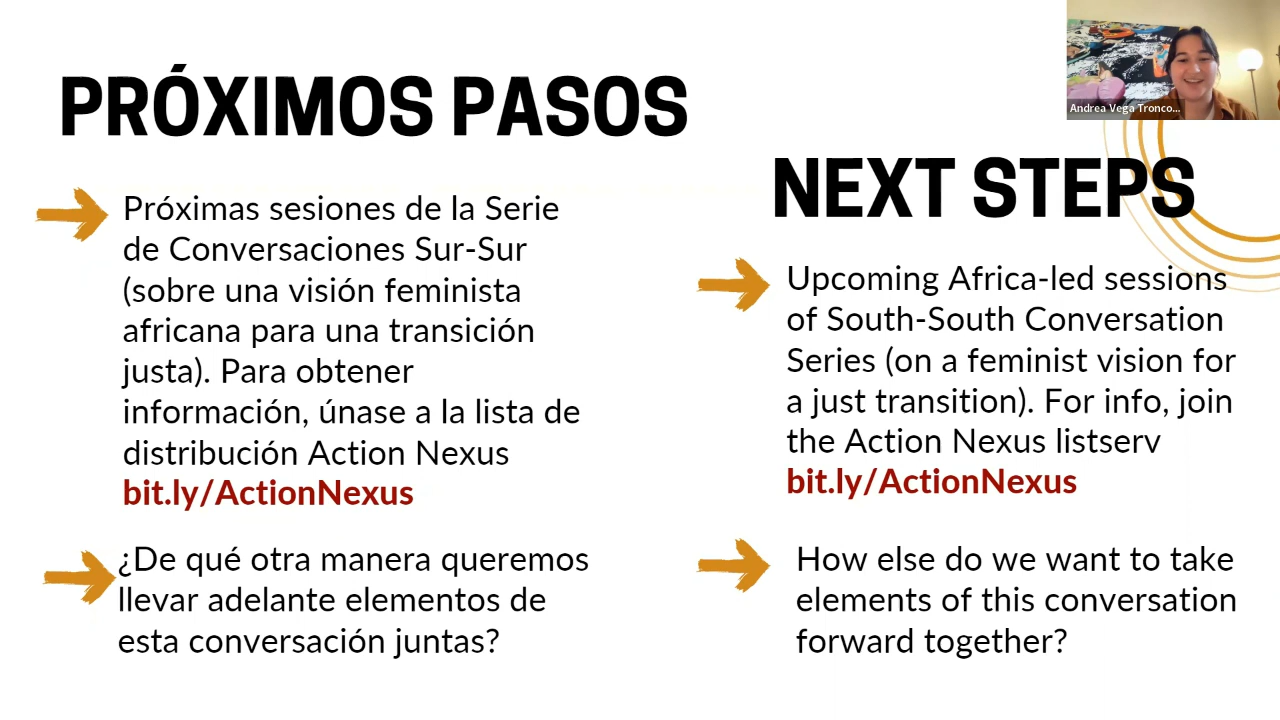 PRÓXIMOS PASOS
Próximas sesiones de la Serie
de Conversaciones Sur-Sur
(sobre una visión feminista
africana para una transición
justa). Para obtener
información, únase a la lista de
distribución Action Nexus
bit.ly/ActionNexus
¿De qué otra manera queremos
llevar adelante elementos de
esta conversación juntas?
Andrea Vega Tronco...
NEXT STEPS
Upcoming Africa-led sessions
of South-South Conversation
Series (on a feminist vision for
a just transition). For info, join
the Action Nexus listserv
bit.ly/ActionNexus
How else do we want to take
elements of this conversation
forward together?